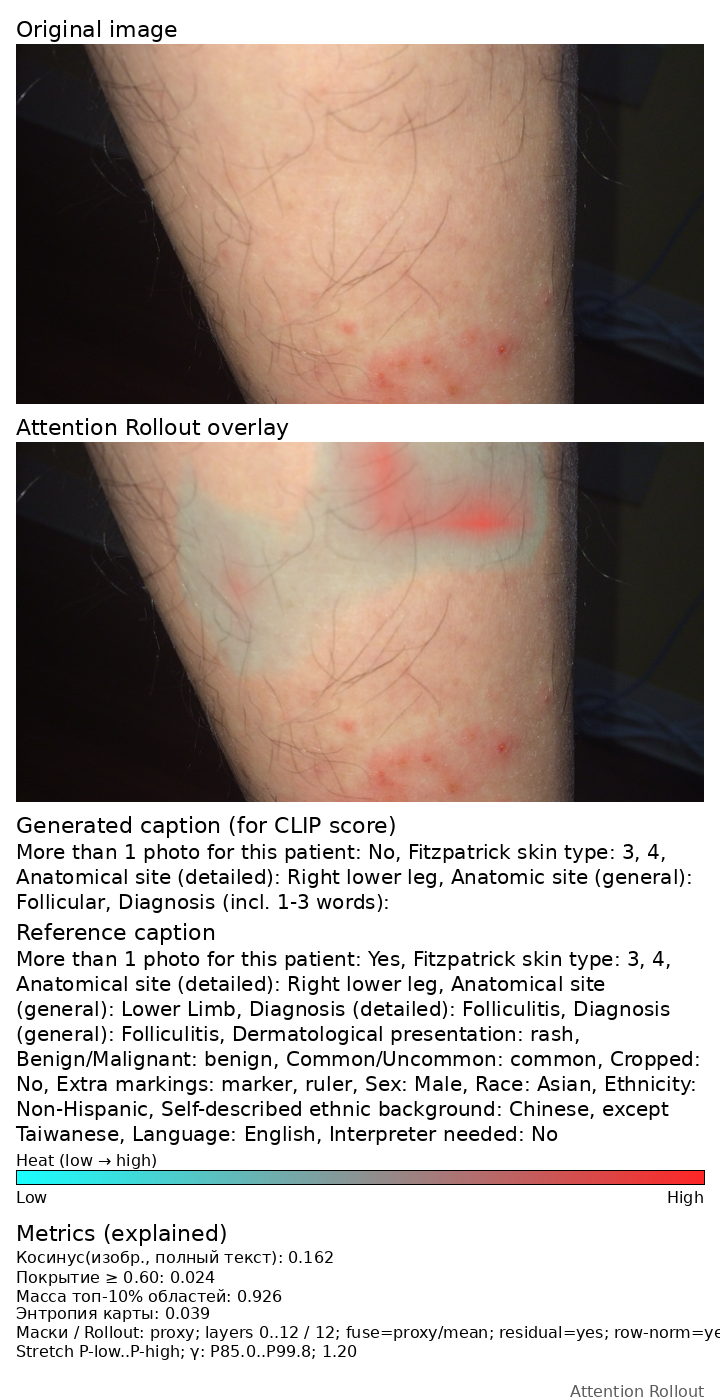 Original image
Attention Rollout overlay
Generated caption (for CLIP score)
More than 1 photo for this patient: No, Fitzpatrick skin type: 3, 4,
Anatomical site (detailed): Right lower leg, Anatomic site (general):
Follicular, Diagnosis (incl. 1-3 words):
Reference caption
More than 1 photo for this patient: Yes, Fitzpatrick skin type: 3, 4,
Anatomical site (detailed): Right lower leg, Anatomical site
(general): Lower Limb, Diagnosis (detailed): Folliculitis, Diagnosis
(general): Folliculitis, Dermatological presentation: rash,
Benign/Malignant: benign, Common/Uncommon: common, Cropped:
No, Extra markings: marker, ruler, Sex: Male, Race: Asian, Ethnicity:
Non-Hispanic, Self-described ethnic background: Chinese, except
Taiwanese, Language: English, Interpreter needed: No
Heat (low → high)
Low High
Metrics (explained)
Косинус(изобр., полный текст): 0.162
Покрытие ≥ 0.60: 0.024
Масса топ-10% областей: 0.926
Энтропия карты: 0.039
Маски / Rollout: proxy; layers 0..12 / 12; fuse=proxy/mean; residual=yes; row-norm=ye
Stretch P-low..P-high; γ: P85.0..P99.8; 1.20
Attention Rollout